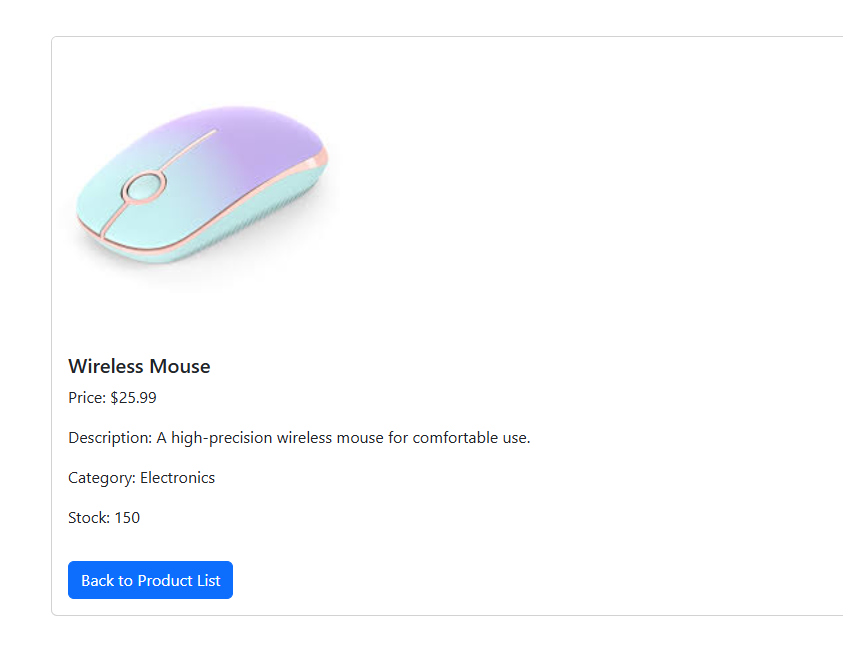 Wireless Mouse
Price: $25.99
Description: A high-precision wireless mouse for comfortable use.
Category: Electronics
Stock: 150
Back to Product List